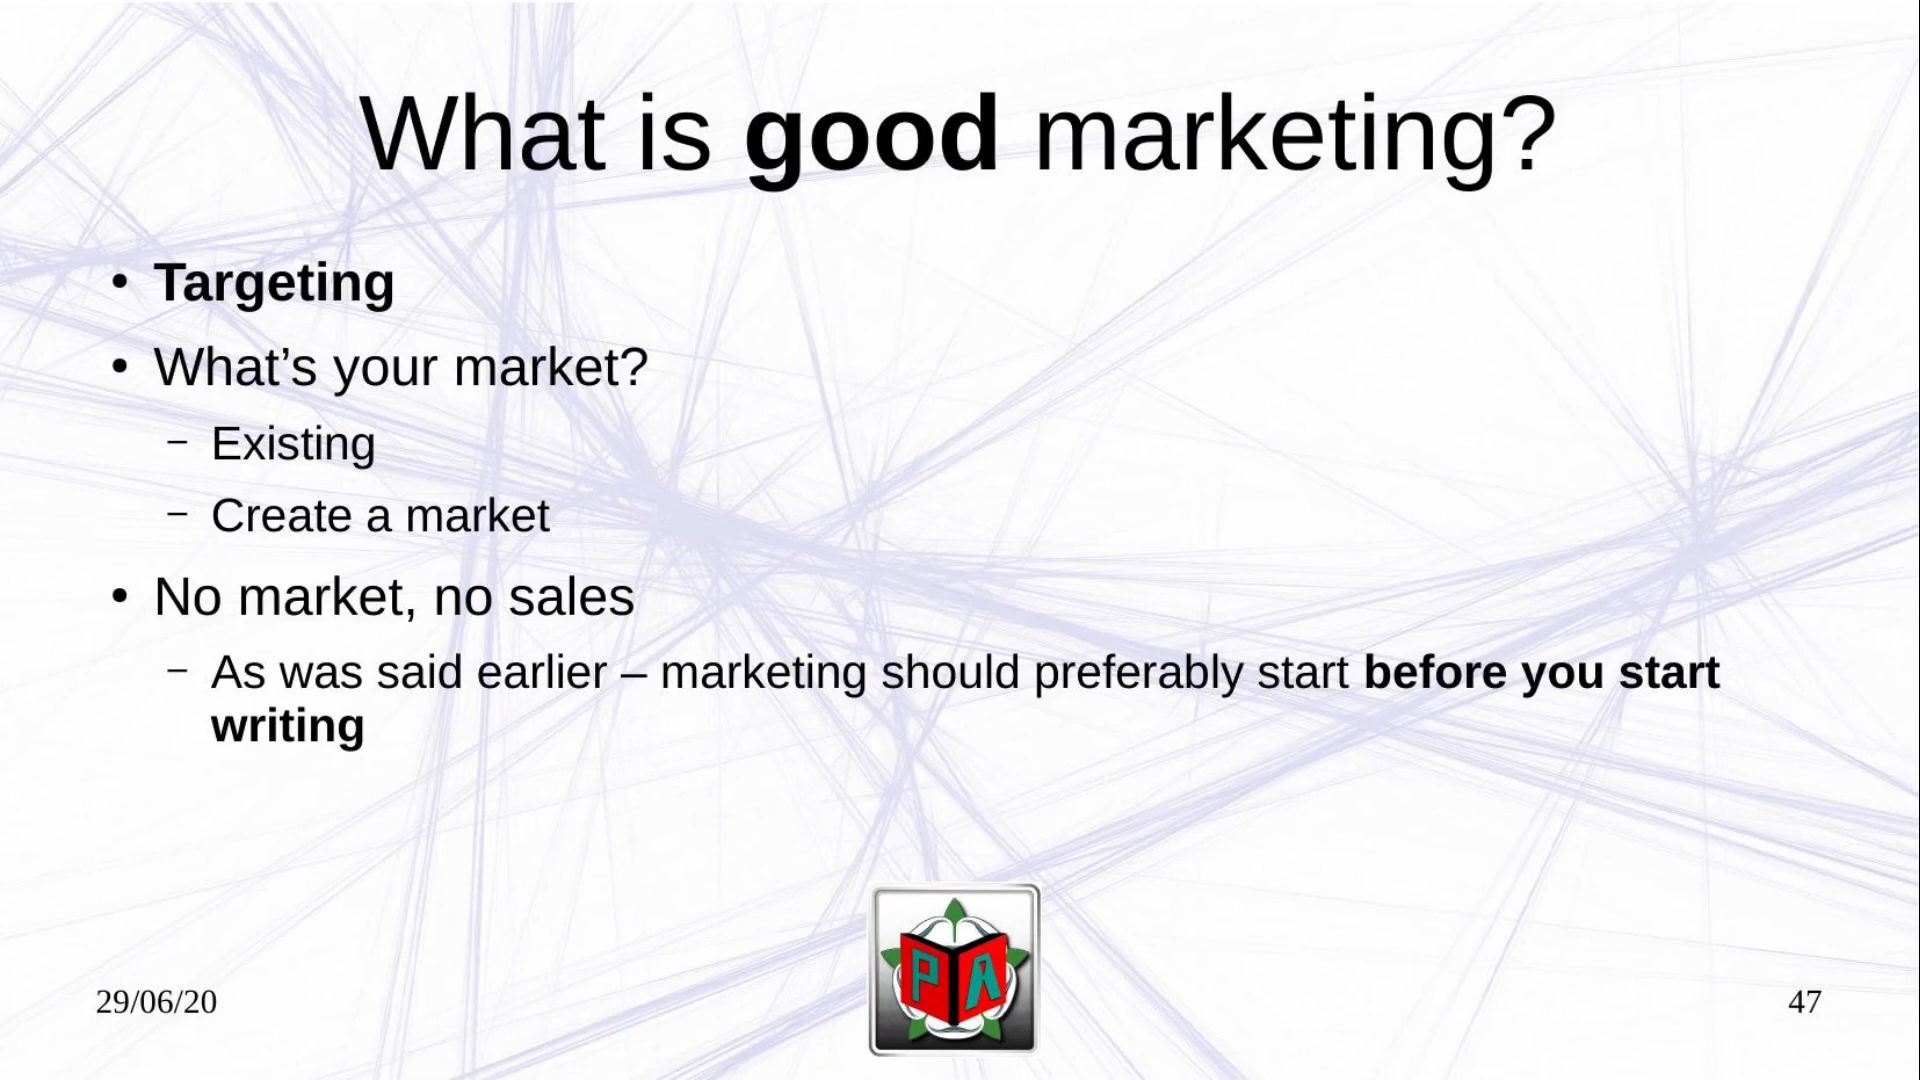 What is good marketing?
• Targeting
• What’s your market?
– Existing
– Create a market
• No market, no sales
– As was said earlier – marketing should preferably start before you start
writing
P A
29/06/20
47